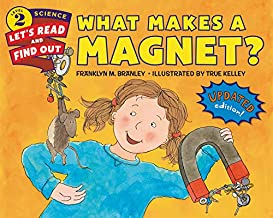 LEVEL 2 SCIENCE
LET'S READ
AND
FIND OUT
WHAT MAKES A
MAGNET?
FRANKLYN M. BRANLEY • ILLUSTRATED BY TRUE KELLEY
UPDATED
edition!